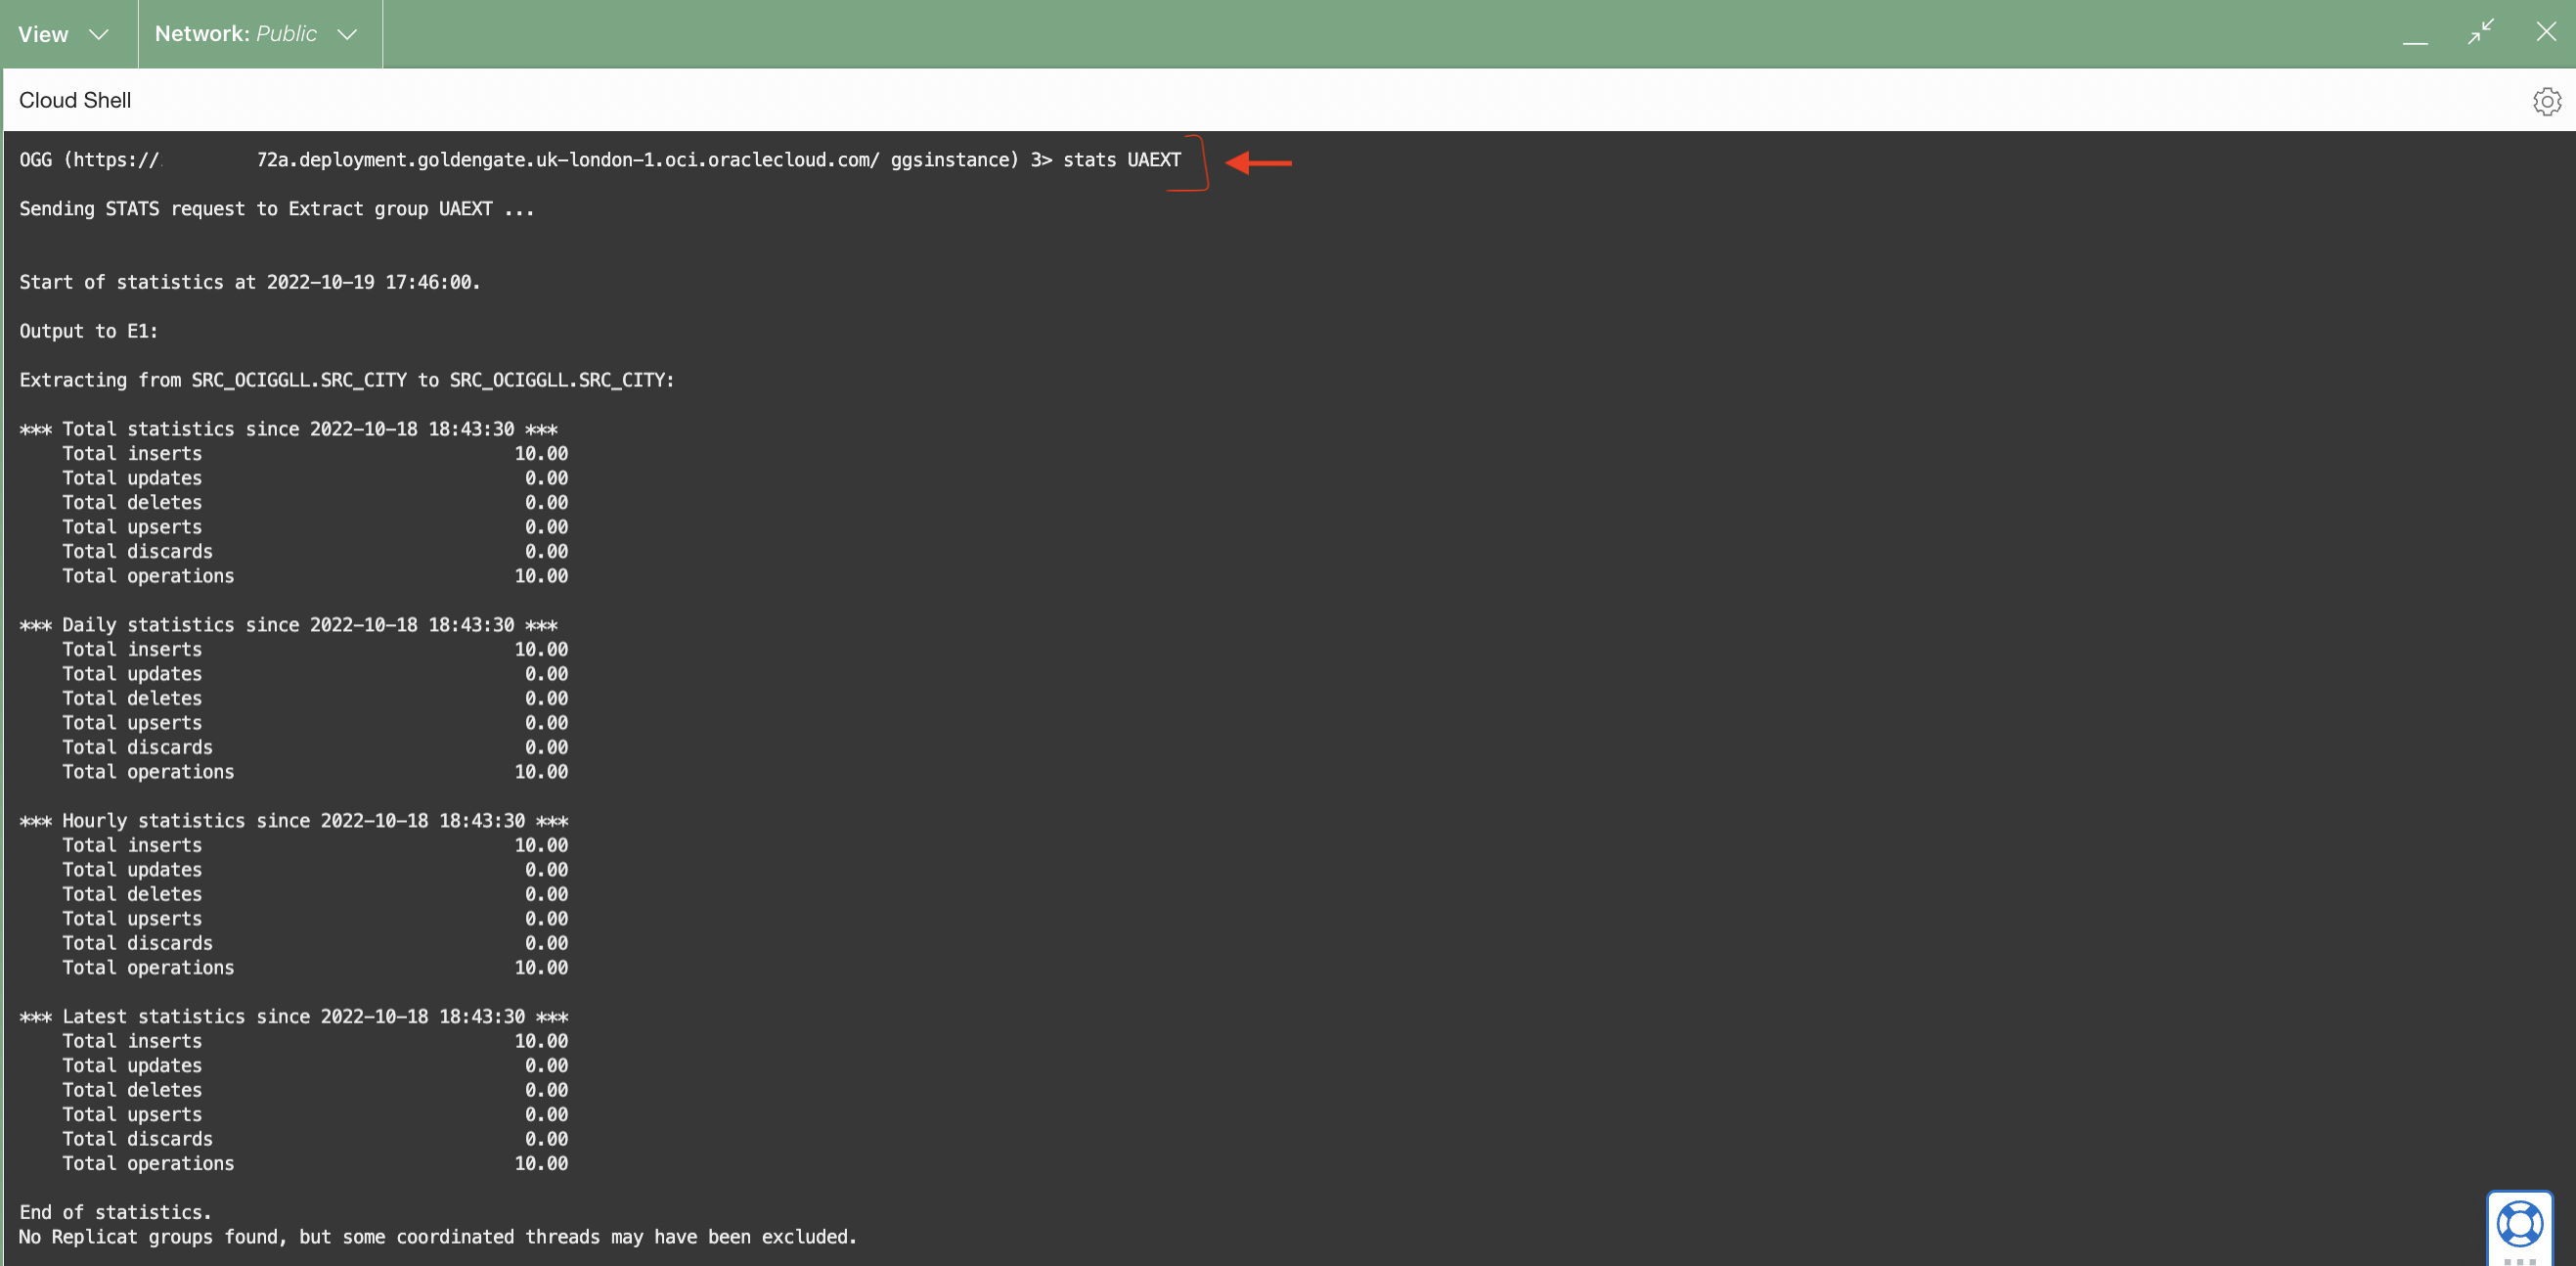 View
Network: Public
Cloud Shell
OGG (https://. 72a.deployment.goldengate.uk-london-1.oci.oraclecloud.com/ ggsinstance) 3> stats UAEXT
Sending STATS request to Extract group UAEXT ...
Start of statistics at 2022-10-19 17:46:00.
Output to E1:
Extracting from SRC_OCIGGLL.SRC_CITY to SRC_OCIGGLL.SRC_CITY:
*** Total statistics since 2022-10-18 18:43:30 ***
Total inserts 10.00
Total updates 0.00
Total deletes 0.00
Total upserts 0.00
Total discards 0.00
Total operations 10.00
*** Daily statistics since 2022-10-18 18:43:30 ***
Total inserts 10.00
Total updates 0.00
Total deletes 0.00
Total upserts 0.00
Total discards 0.00
Total operations 10.00
*** Hourly statistics since 2022-10-18 18:43:30 ***
Total inserts 10.00
Total updates 0.00
Total deletes 0.00
Total upserts 0.00
Total discards 0.00
Total operations 10.00
*** Latest statistics since 2022-10-18 18:43:30 ***
Total inserts 10.00
Total updates 0.00
Total deletes 0.00
Total upserts 0.00
Total discards 0.00
Total operations 10.00
End of statistics.
No Replicat groups found, but some coordinated threads may have been excluded.